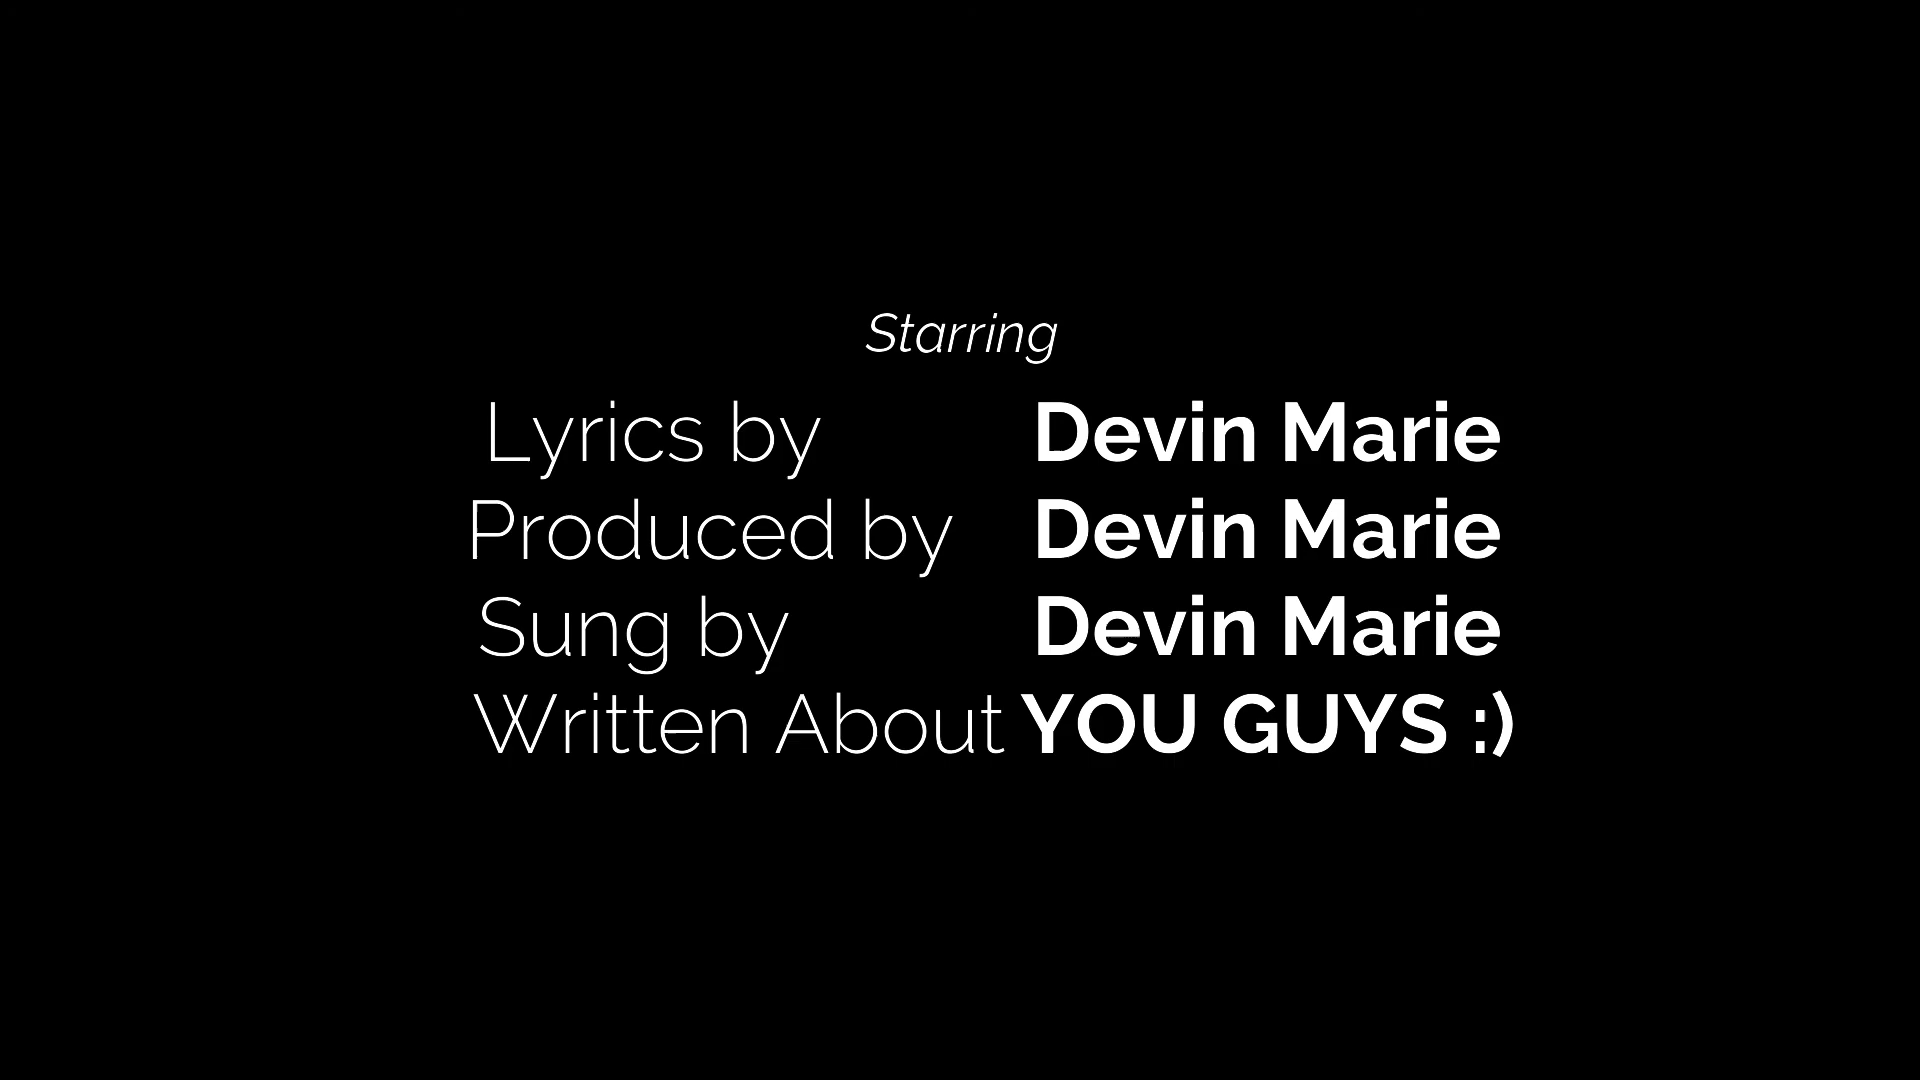 Starring
Lyrics by Devin Marie
Produced by Devin Marie
Sung by Devin Marie
Written About YOU GUYS :)